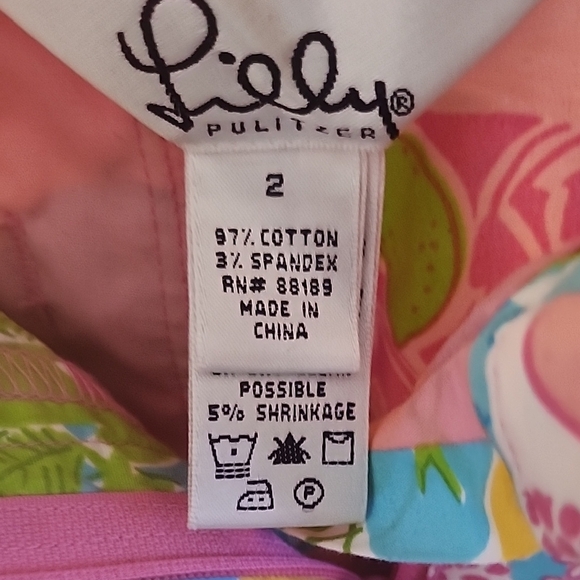 Lilly®
PULITZER
2
97% COTTON
3% SPANDEX
RN# 88189
MADE IN
CHINA
POSSIBLE
5% SHRINKAGE
P